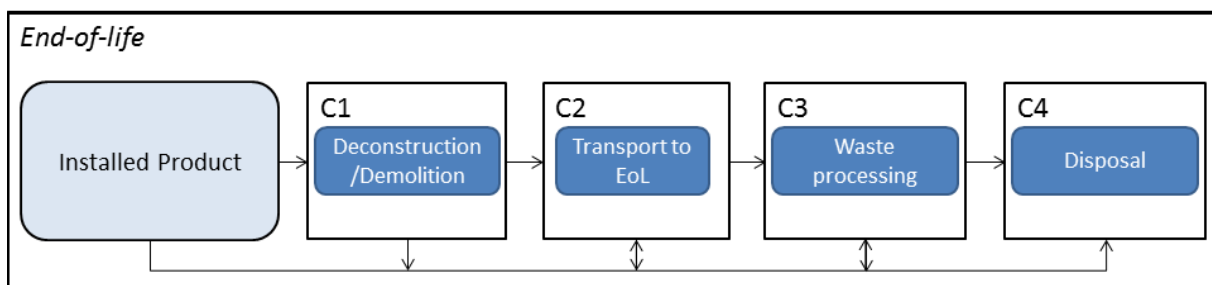 End-of-life
Installed Product
C1
Deconstruction
/Demolition
C2
Transport to
EoL
C3
Waste
processing
C4
Disposal